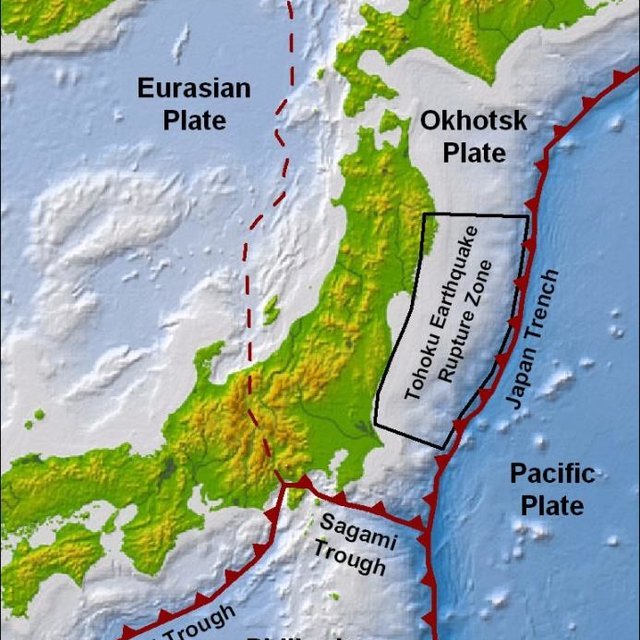 Eurasian
Plate
Okhotsk
Plate
Tohoku Earthquake
Rupture Zone
Japan Trench
Pacific
Plate
Sagami
Trough
Trough